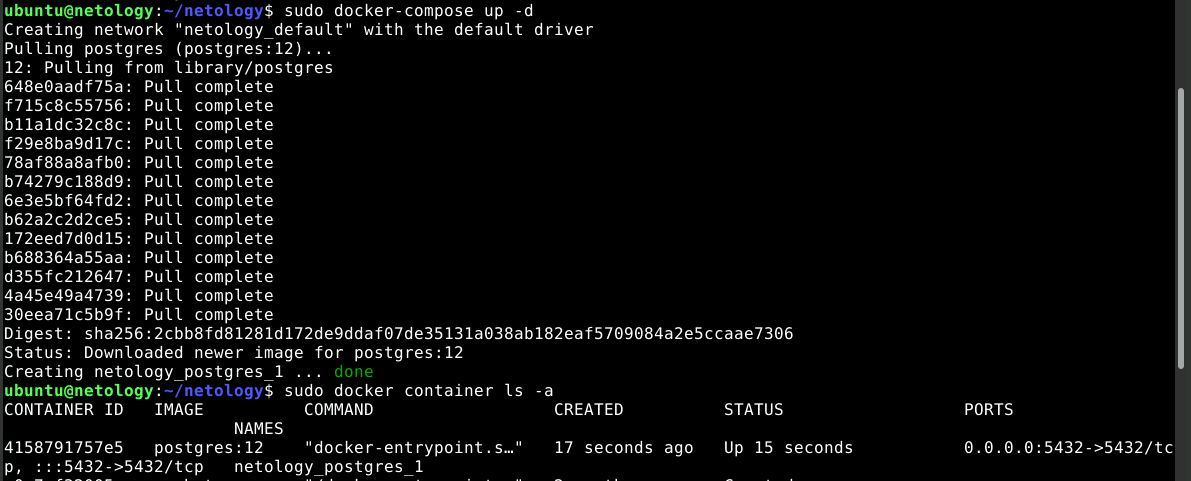 ubuntu@netology:~/netology$ sudo docker-compose up -d
Creating network "netology_default" with the default driver
Pulling postgres (postgres:12)...
12: Pulling from library/postgres
648e0aadf75a: Pull complete
f715c8c55756: Pull complete
b11a1dc32c8c: Pull complete
f29e8ba9d17c: Pull complete
78af88a8afb0: Pull complete
b74279c188d9: Pull complete
6e3e5bf64fd2: Pull complete
b62a2c2d2ce5: Pull complete
172eed7d0d15: Pull complete
b688364a55aa: Pull complete
d355fc212647: Pull complete
4a45e49a4739: Pull complete
30eea71c5b9f: Pull complete
Digest: sha256:2cbb8fd81281d172de9ddaf07de35131a038ab182eaf5709084a2e5ccaae7306
Status: Downloaded newer image for postgres:12
Creating netology_postgres_1 ... done
ubuntu@netology:~/netology$ sudo docker container ls -a
CONTAINER ID   IMAGE          COMMAND                  CREATED          STATUS                  PORTS
NAMES
4158791757e5   postgres:12    "docker-entrypoint.s…"   17 seconds ago   Up 15 seconds           0.0.0.0:5432->5432/tc
p, :::5432->5432/tcp   netology_postgres_1